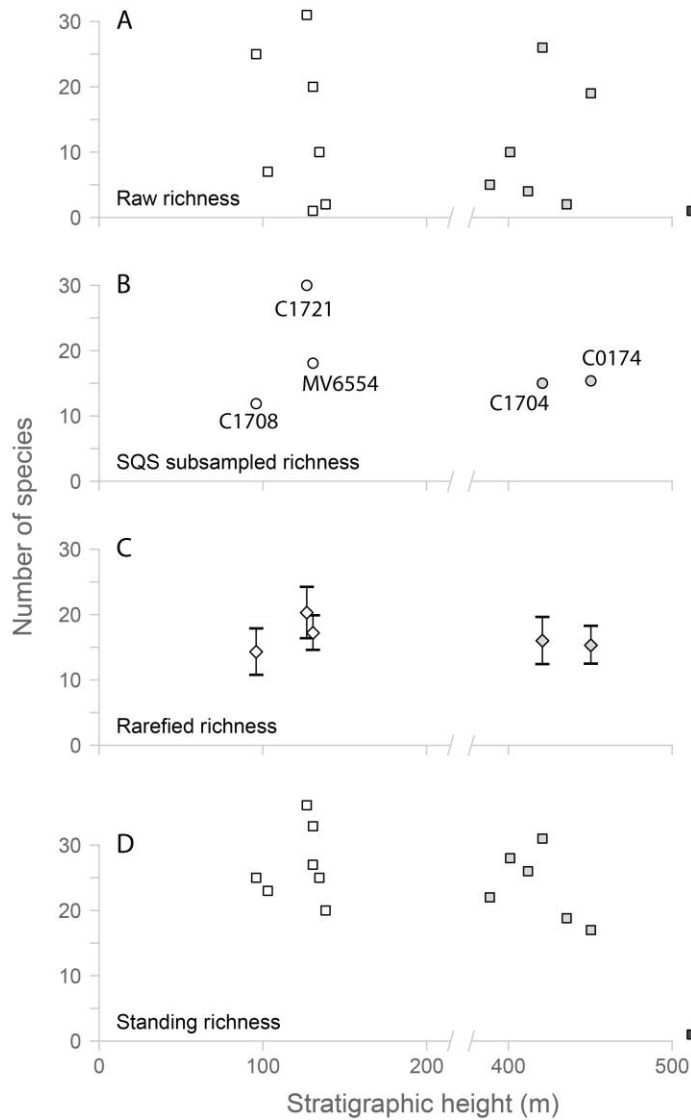 30
A
20
10
Raw richness
0
B
30
C1721
20
C0174
MV6554
C1704
10
C1708
SQS subsampled richness
0
C
30
20
10
Rarefied richness
0
D
30
20
10
Standing richness
0
0 100 200 400 500
Stratigraphic height (m)
Number of species